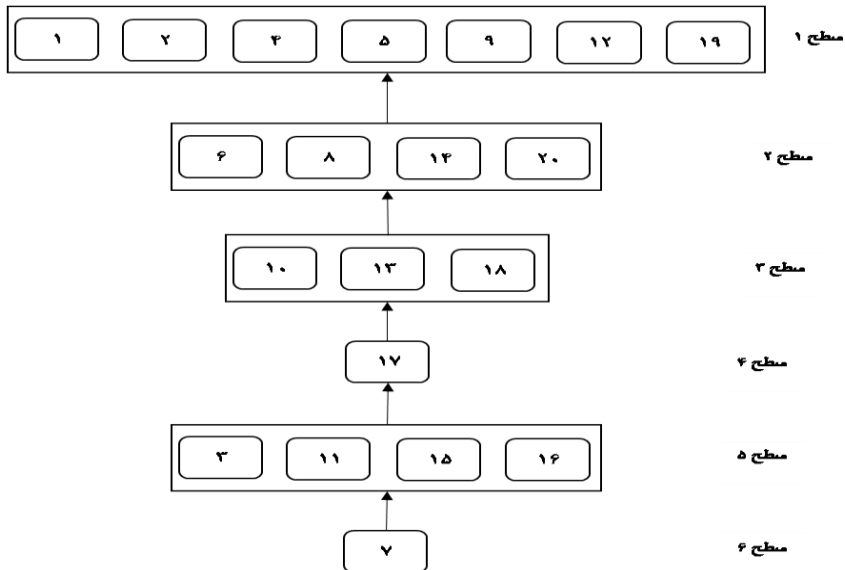 سطح ۱ ۱ ۲ ۴ ۵ ۹ ۱۲ ۱۹
سطح ۲ ۶ ۸ ۱۴ ۲۰
سطح ۳ ۱۰ ۱۳ ۱۸
سطح ۴ ۱۷
سطح ۵ ۳ ۱۱ ۱۵ ۱۶
سطح ۶ ۷